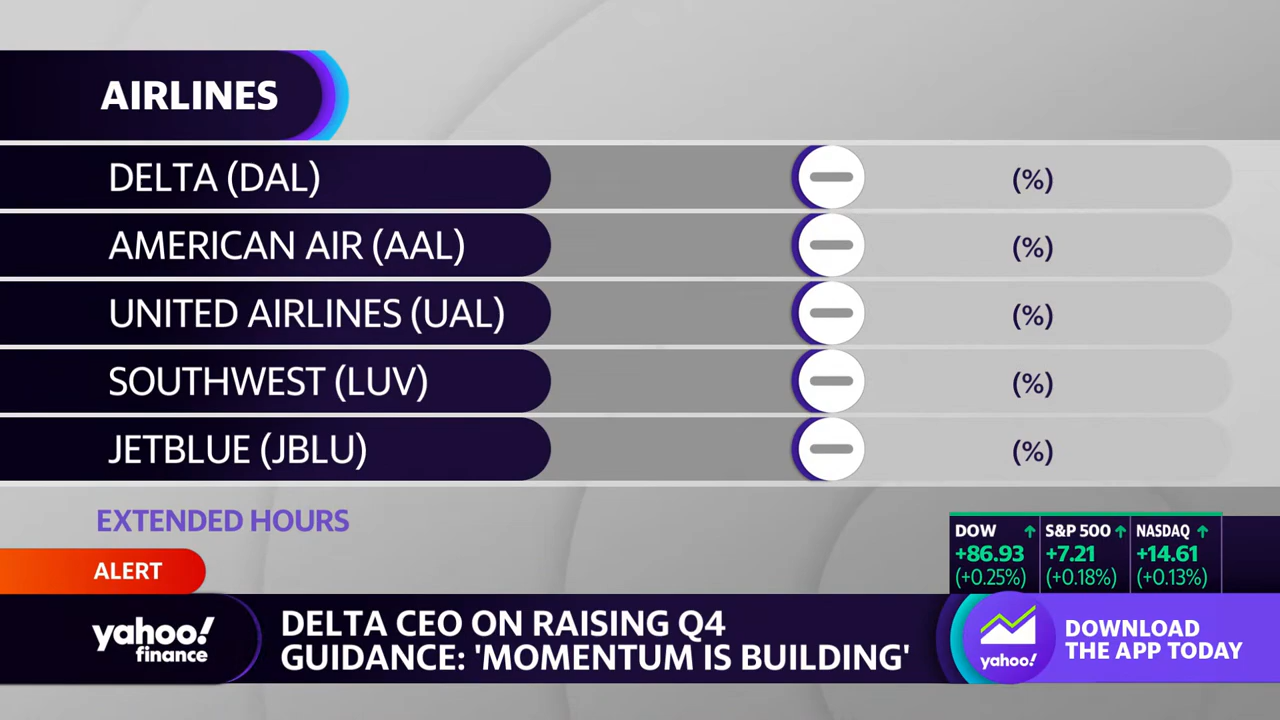 AIRLINES
DELTA (DAL) (%)
AMERICAN AIR (AAL) (%)
UNITED AIRLINES (UAL) (%)
SOUTHWEST (LUV) (%)
JETBLUE (JBLU) (%)
EXTENDED HOURS
ALERT
DOW S&P 500 NASDAQ
+86.93 +7.21 +14.61
(+0.25%) (+0.18%) (+0.13%)
yahoo!
finance
DELTA CEO ON RAISING Q4
GUIDANCE: 'MOMENTUM IS BUILDING'
yahoo!
DOWNLOAD
THE APP TODAY